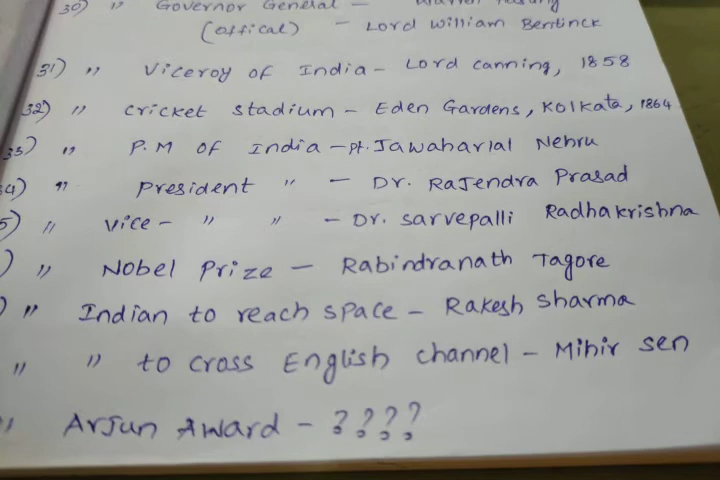 30) " Governor General -
(offical) - Lord William Bentinck
31) " Viceroy of India - Lord canning, 1858
32) " cricket stadium - Eden Gardens, Kolkata, 1864
33) " P.M of India - Pt. Jawaharlal Nehru
34) " President " - Dr. Rajendra Prasad
5) " Vice - " " - Dr. Sarvepalli Radhakrishna
) " Nobel Prize - Rabindranath Tagore
) " Indian to reach space - Rakesh Sharma
" " to cross English channel - Mihir sen
" Arjun Award - ????